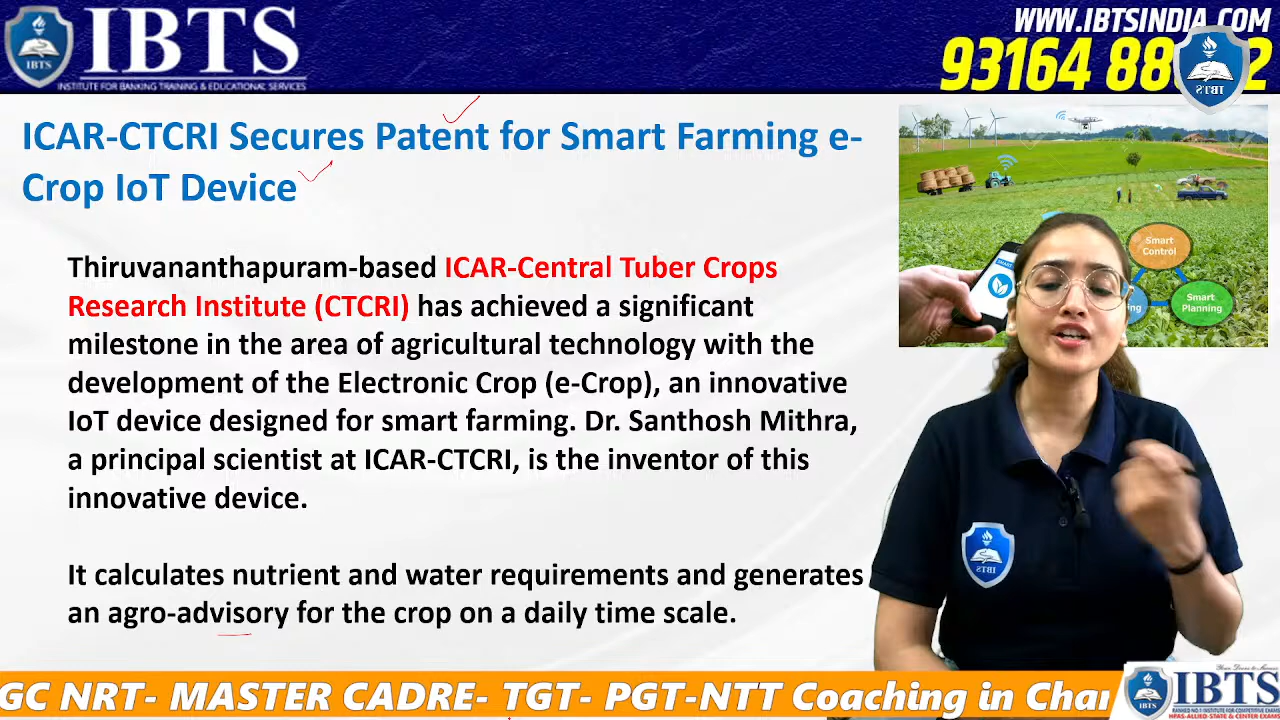 IBTS
INSTITUTE FOR BANKING TRAINING & EDUCATIONAL SERVICES
IBTS
WWW.IBTSINDIA.COM
93164 88
2
IBTS
ICAR-CTCRI Secures Patent for Smart Farming e-
Crop IoT Device
Smart
Control
Smart
Planning
Thiruvananthapuram-based ICAR-Central Tuber Crops
Research Institute (CTCRI) has achieved a significant
milestone in the area of agricultural technology with the
development of the Electronic Crop (e-Crop), an innovative
IoT device designed for smart farming. Dr. Santhosh Mithra,
a principal scientist at ICAR-CTCRI, is the inventor of this
innovative device.
It calculates nutrient and water requirements and generates
an agro-advisory for the crop on a daily time scale.
IBTS
GC NRT- MASTER CADRE- TGT- PGT-NTT Coaching in Cha
IBTS
IBTS